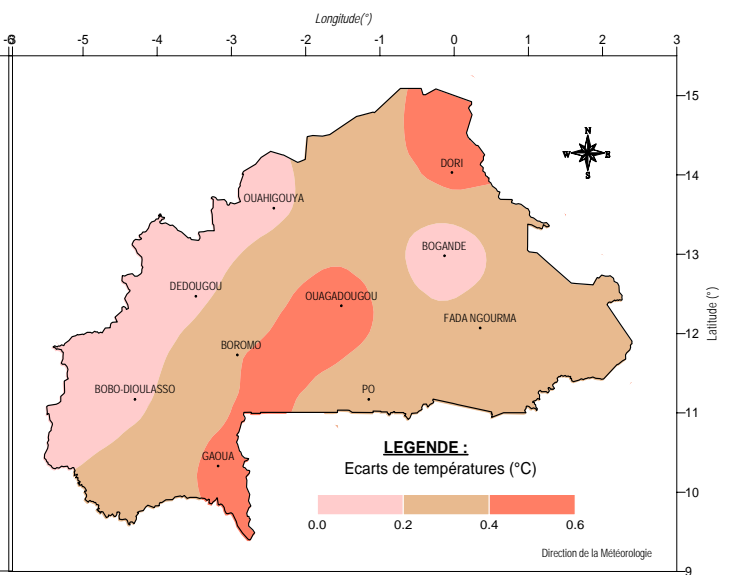 Longitude(°)
-6 -5 -4 -3 -2 -1 0 1 2 3
15
N
W E
S
DORI
14
OUAHIGOUYA
13
BOGANDE
DEDOUGOU
OUAGADOUGOU
FADA NGOURMA
12
Latitude (°)
BOROMO
BOBO-DIOULASSO
PO
11
LEGENDE :
GAOUA
Ecarts de températures (°C)
10
0.0 0.2 0.4 0.6
Direction de la Météorologie
9